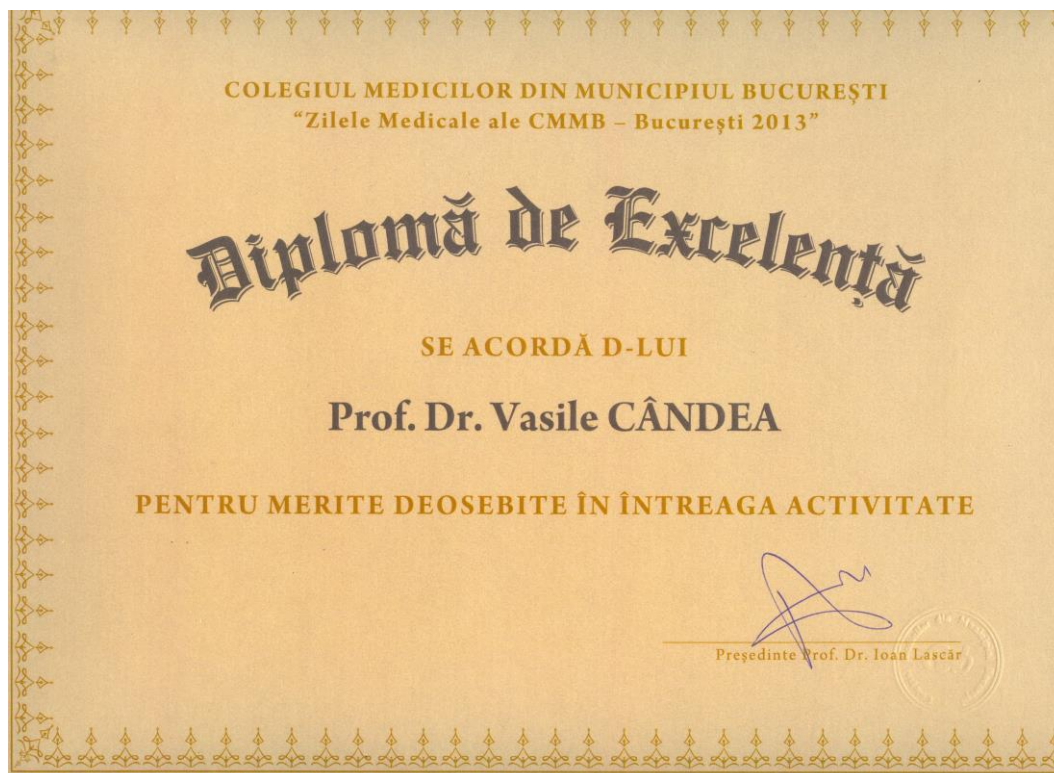 COLEGIUL MEDICILOR DIN MUNICIPIUL BUCUREȘTI
“Zilele Medicale ale CMMB – București 2013”
Diplomă de Excelență
SE ACORDĂ D-LUI
Prof. Dr. Vasile CÂNDEA
PENTRU MERITE DEOSEBITE ÎN ÎNTREAGA ACTIVITATE
Președinte Prof. Dr. Ioan Lascăr